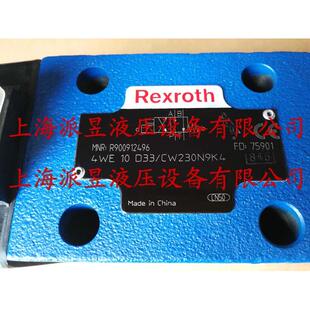 上海派昱液压设备有限公司
Rexroth
A B
MNR: R900912496
FD: 75901
4WE 10 D33/CW230N9K4
上海派昱液压设备有限公司
Made in China
CNSO